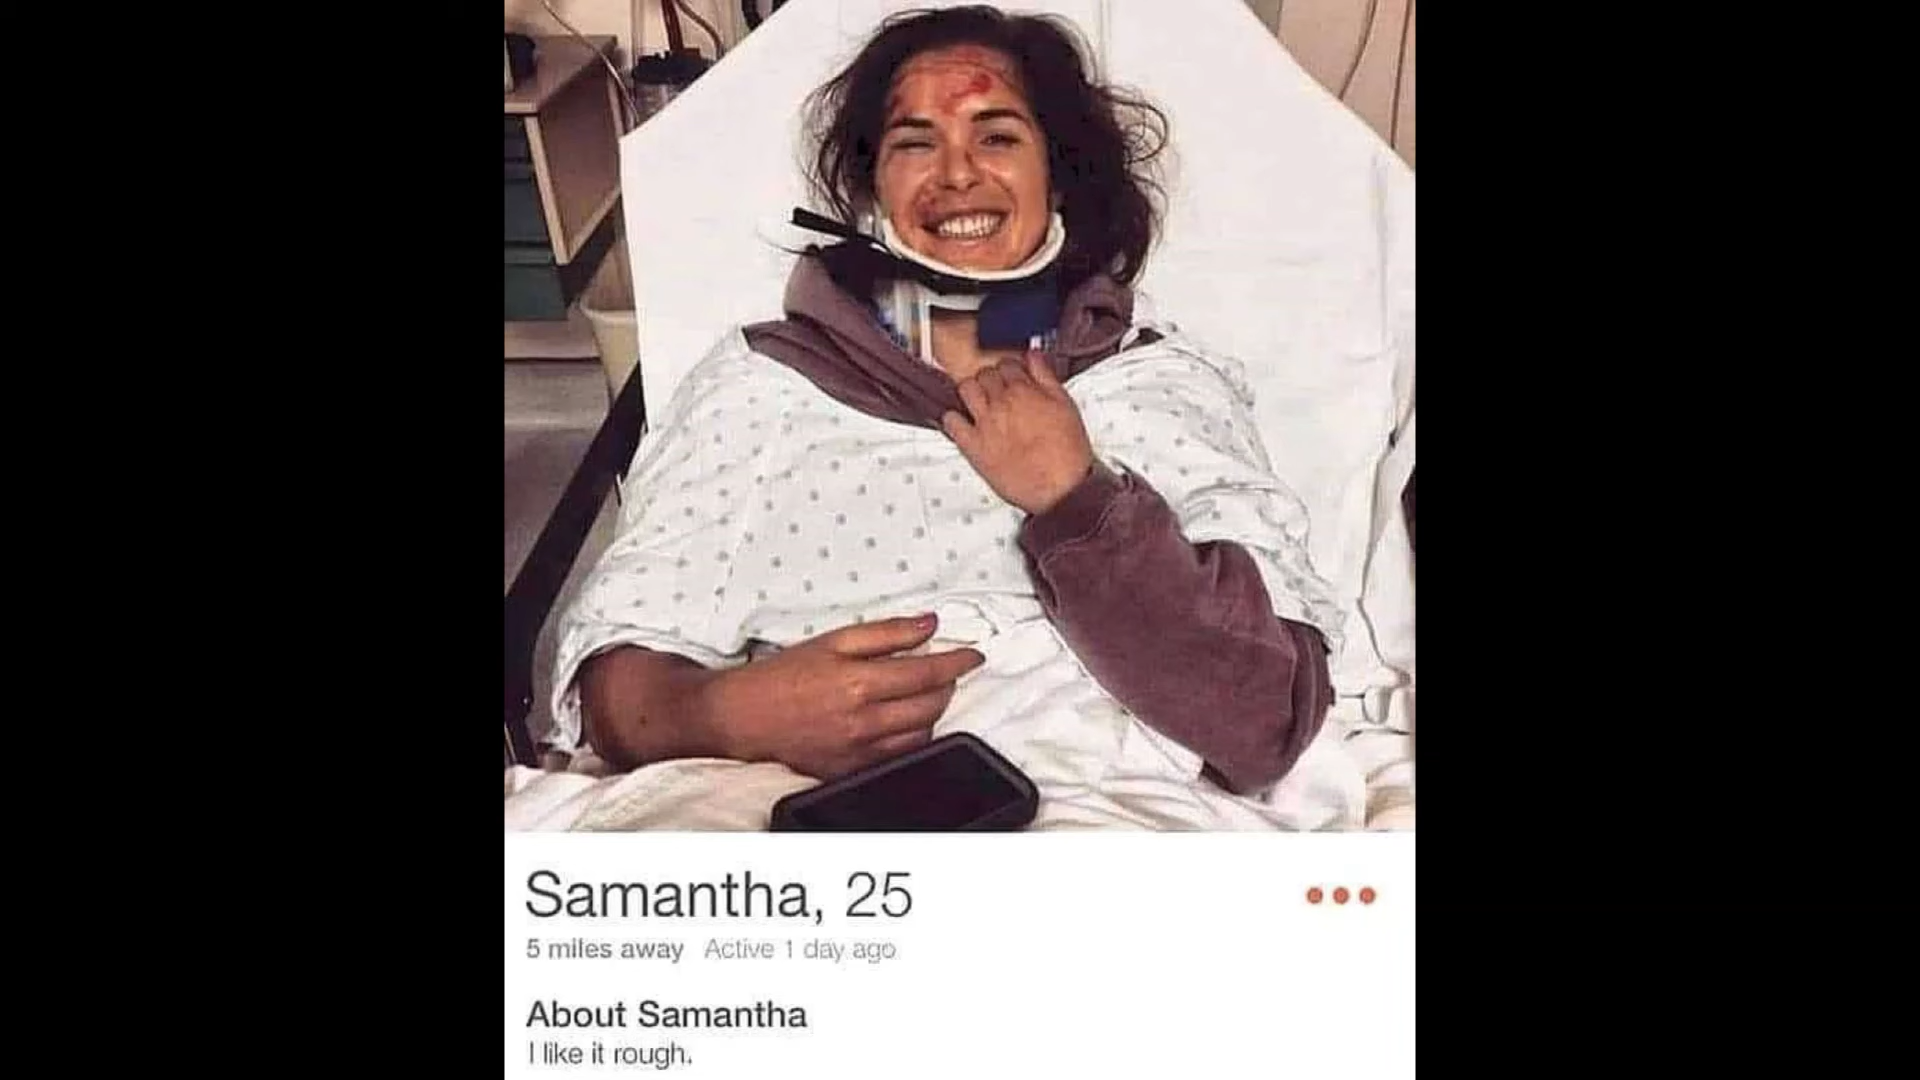 Samantha, 25
5 miles away Active 1 day ago
About Samantha
I like it rough.